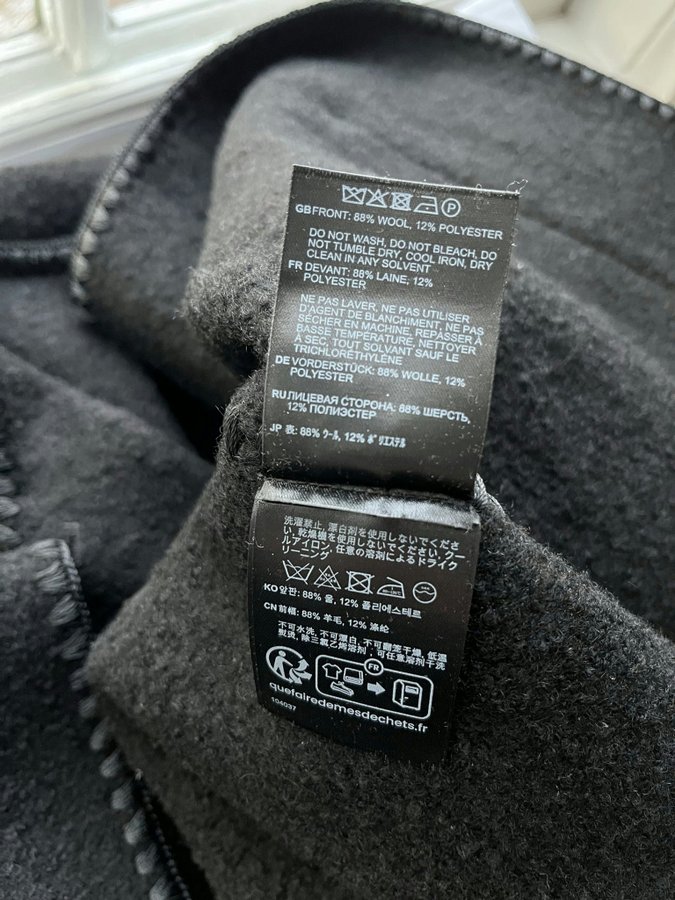 P
GB FRONT: 88% WOOL, 12% POLYESTER
DO NOT WASH, DO NOT BLEACH, DO
NOT TUMBLE DRY, COOL IRON, DRY
CLEAN IN ANY SOLVENT
FR DEVANT: 88% LAINE, 12%
POLYESTER
NE PAS LAVER, NE PAS UTILISER
D'AGENT DE BLANCHIMENT, NE PAS
SÉCHER EN MACHINE, REPASSER À
BASSE TEMPÉRATURE, NETTOYER
À SEC, TOUT SOLVANT SAUF LE
TRICHLORÉTHYLÈNE
DE VORDERSTÜCK: 88% WOLLE, 12%
POLYESTER
RU ЛИЦЕВАЯ СТОРОНА: 88% ШЕРСТЬ,
12% ПОЛИЭСТЕР
JP 表: 88% ウール, 12% ポリエステル
洗濯禁止, 漂白剤を使用しないでくださ
い, 乾燥機を使用しないでください, クー
ルアイロン, 任意の溶剤によるドライク
リーニング
KO 앞판: 88% 울, 12% 폴리에스테르
CN 前幅: 88% 羊毛, 12% 涤纶
不可水洗, 不可漂白, 不可翻笼干燥, 低温
熨烫, 除三氯乙烯溶剂, 可任意溶剂干洗
FR
quefairedemesdechets.fr
104037